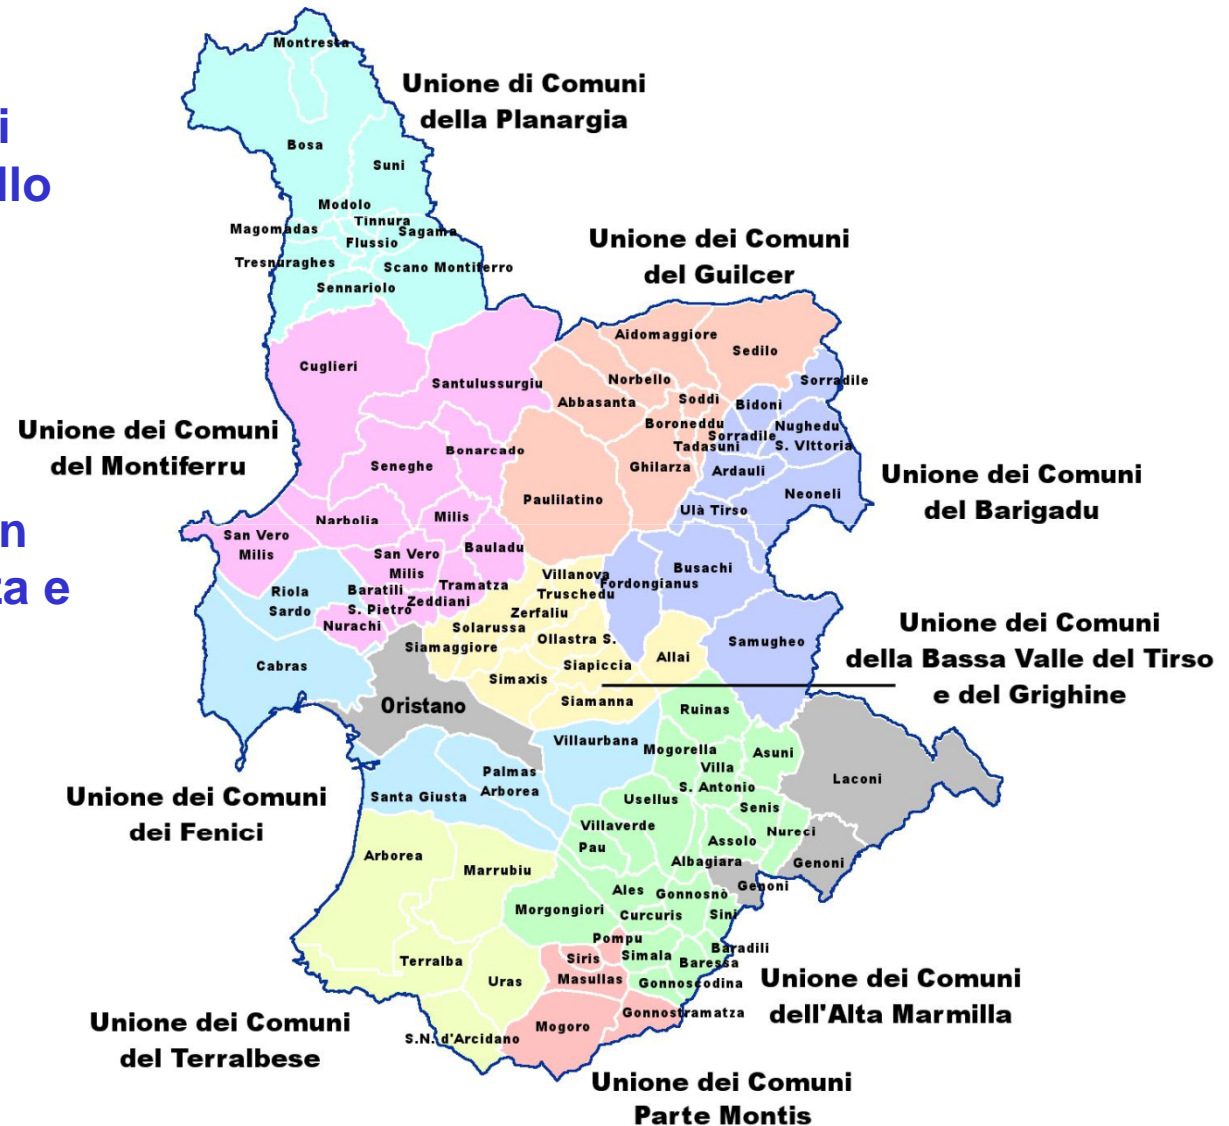 i
llo
n
ta e
Montresta
Unione di Comuni
della Planargia
Bosa
Suni
Modolo
Tinnura
Magomadas
Sagama
Flussio
Tresnuraghes
Scano Montiferro
Sennariolo
Unione dei Comuni
del Guilcer
Aidomaggiore
Sedilo
Cuglieri
Santulussurgiu
Norbello
Sorradile
Abbasanta
Soddi
Bidoni
Boroneddu
Nughedu
S. VIttoria
Sorradile
Tadasuni
Unione dei Comuni
del Montiferru
Bonarcado
Seneghe
Ghilarza
Ardauli
Paulilatino
Neoneli
Unione dei Comuni
del Barigadu
Ulà Tirso
Narbolia
Milis
San Vero
Milis
Bauladu
San Vero
Milis
Busachi
Villanova
Truschedu
Fordongianus
Riola
Sardo
Baratili
S. Pietro
Tramatza
Zeddiani
Zerfaliu
Nurachi
Solarussa
Ollastra S.
Siamaggiore
Samugheo
Unione dei Comuni
della Bassa Valle del Tirso
e del Grighine
Allai
Cabras
Siapiccia
Simaxis
Siamanna
Oristano
Ruinas
Villaurbana
Mogorella
Asuni
Villa
S. Antonio
Laconi
Palmas
Arborea
Santa Giusta
Unione dei Comuni
dei Fenici
Usellus
Senis
Villaverde
Nureci
Pau
Assolo
Arborea
Albagiara
Genoni
Marrubiu
Genoni
Ales
Gonnosnò
Morgongiori
Curcuris
Sini
Pompu
Baradili
Siris
Simala
Baressa
Terralba
Uras
Masullas
Gonnoscodina
Unione dei Comuni
dell'Alta Marmilla
Gonnostramatza
Mogoro
Unione dei Comuni
del Terralbese
S.N. d'Arcidano
Unione dei Comuni
Parte Montis